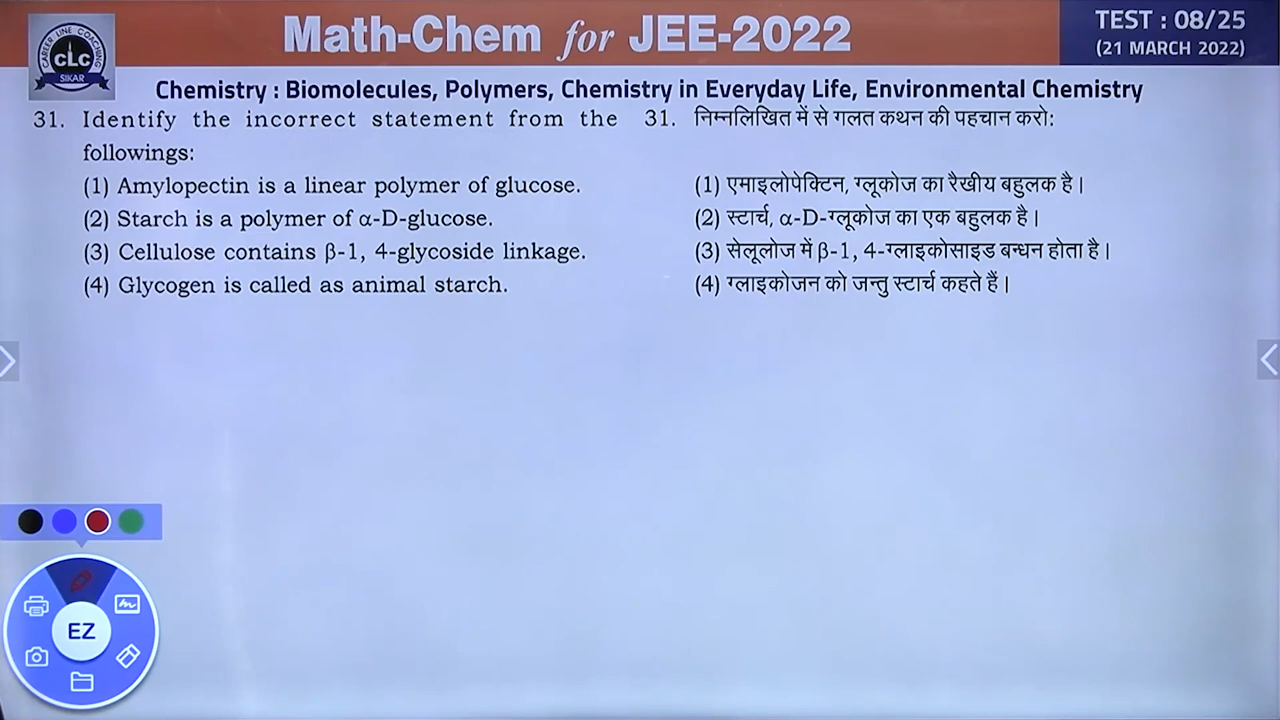 Math-Chem for JEE-2022
TEST : 08/25
(21 MARCH 2022)
CAREER LINE COACHING
CLC
SIKAR
Chemistry : Biomolecules, Polymers, Chemistry in Everyday Life, Environmental Chemistry
31. Identify the incorrect statement from the
followings:
(1) Amylopectin is a linear polymer of glucose.
(2) Starch is a polymer of α-D-glucose.
(3) Cellulose contains β-1, 4-glycoside linkage.
(4) Glycogen is called as animal starch.
31. निम्नलिखित में से गलत कथन की पहचान करो:
(1) एमाइलोपेक्टिन, ग्लूकोज का रैखीय बहुलक है।
(2) स्टार्च, α-D-ग्लूकोज का एक बहुलक है।
(3) सेलूलोज में β-1, 4-ग्लाइकोसाइड बन्धन होता है।
(4) ग्लाइकोजन को जन्तु स्टार्च कहते हैं।
EZ